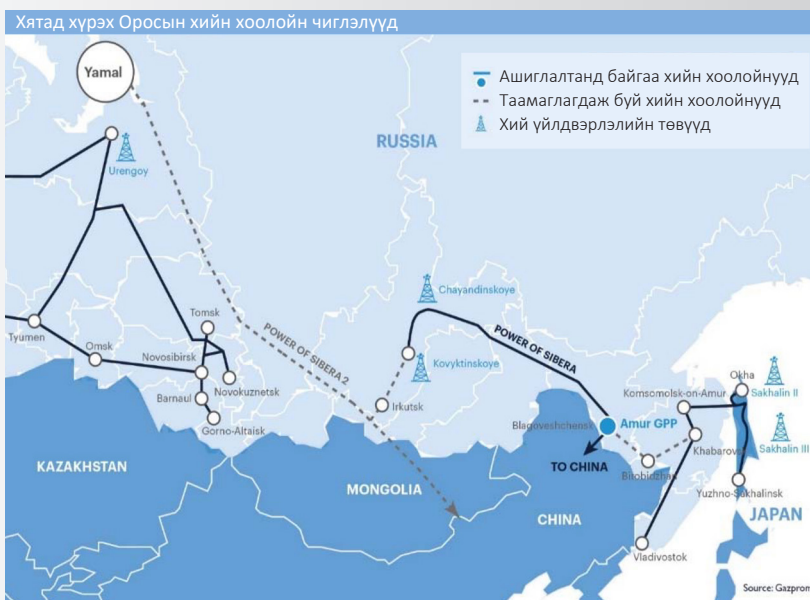 Хятад хүрэх Оросын хийн хоолойн чиглэлүүд
Yamal
Ашиглалтанд байгаа хийн хоолойнууд
Таамаглагдаж буй хийн хоолойнууд
Хий үйлдвэрлэлийн төвүүд
RUSSIA
Urengoy
Chayandinskoye
Tomsk
POWER OF SIBERA 2
POWER OF SIBERA
Tyumen
Omsk
Novosibirsk
Kovyktinskoye
Okha
Sakhalin II
Komsomolsk-on-Amur
Novokuznetsk
Barnaul
Irkutsk
Gorno-Altaisk
Blagoveshchensk
Amur GPP
Sakhalin III
Khabarovs
KAZAKHSTAN
TO CHINA
Birobidzhan
MONGOLIA
Yuzhno-Sakhalinsk
CHINA
JAPAN
Vladivostok
Source: Gazprom